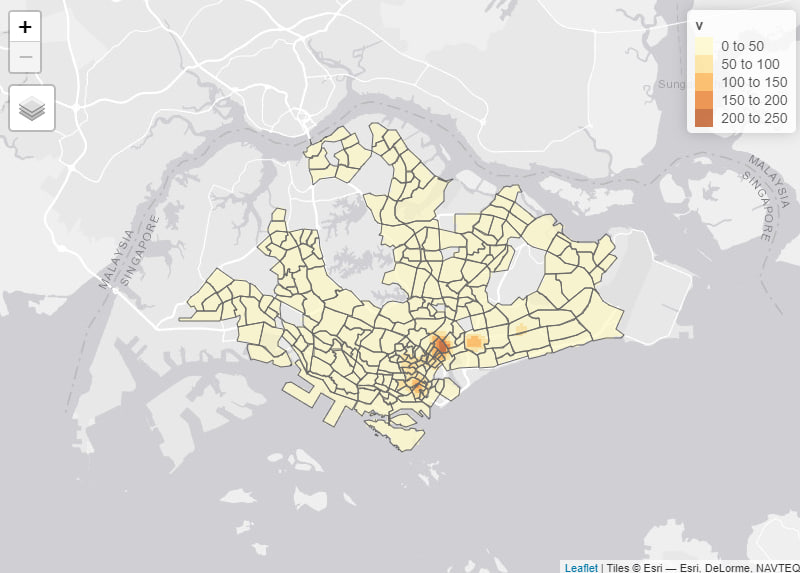 +
−
v
0 to 50
50 to 100
100 to 150
150 to 200
200 to 250
Sung
MALAYSIA
SINGAPORE
MALAYSIA
SINGAPORE
Leaflet | Tiles © Esri — Esri, DeLorme, NAVTEQ